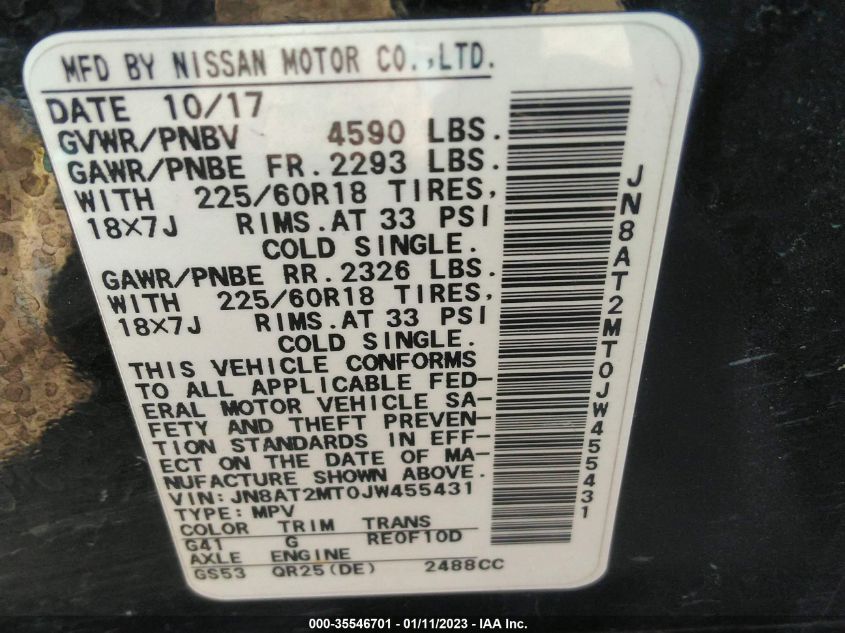 MFD BY NISSAN MOTOR CO.,LTD.
DATE 10/17
GVWR/PNBV 4590 LBS.
GAWR/PNBE FR.2293 LBS.
WITH 225/60R18 TIRES,
18×7J RIMS.AT 33 PSI
COLD SINGLE.
GAWR/PNBE RR.2326 LBS.
WITH 225/60R18 TIRES,
18×7J RIMS.AT 33 PSI
COLD SINGLE.
THIS VEHICLE CONFORMS
TO ALL APPLICABLE FED-
ERAL MOTOR VEHICLE SA-
FETY AND THEFT PREVEN-
TION STANDARDS IN EFF-
ECT ON THE DATE OF MA-
NUFACTURE SHOWN ABOVE.
VIN:JN8AT2MT0JW455431
TYPE:MPV
COLOR TRIM TRANS
G41 G RE0F10D
AXLE ENGINE
GS53 QR25(DE) 2488CC
JN8AT2MT0JW455431
000-35546701 - 01/11/2023 - IAA Inc.